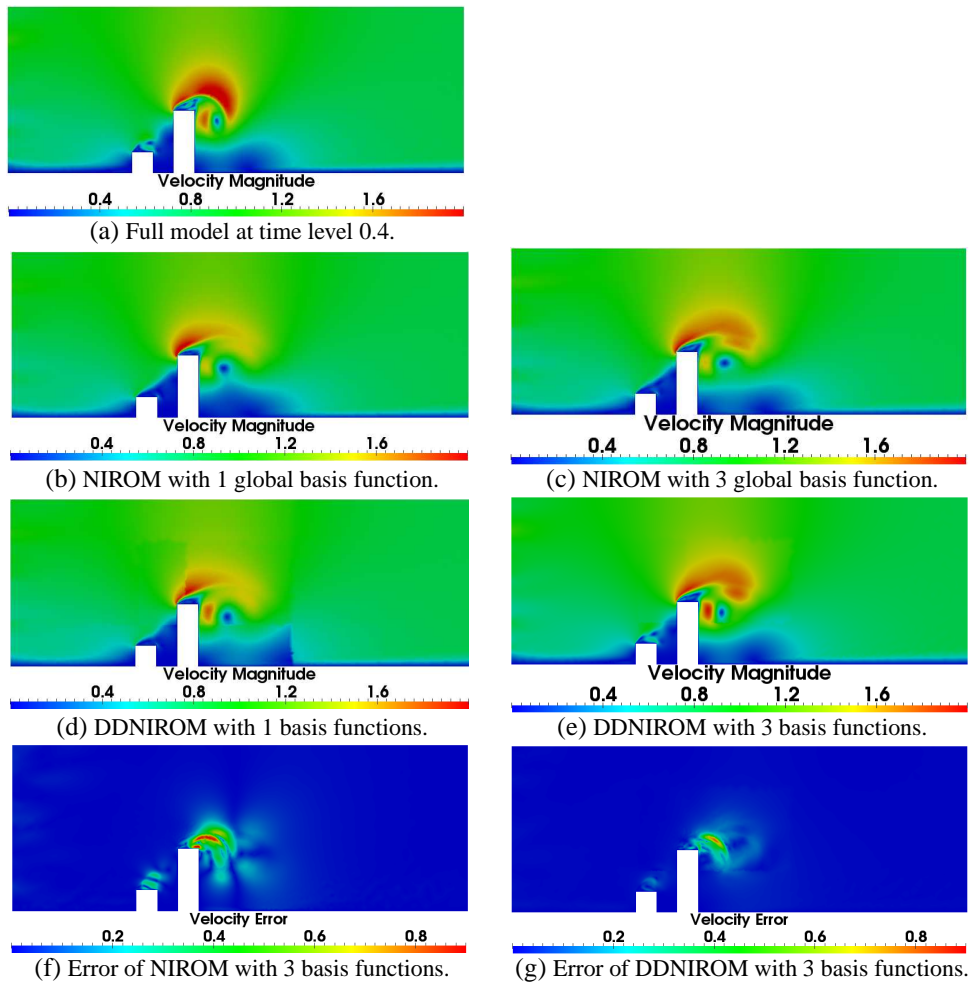 Velocity Magnitude
0.4 0.8 1.2 1.6
(a) Full model at time level 0.4.
Velocity Magnitude
0.4 0.8 1.2 1.6
(b) NIROM with 1 global basis function.
Velocity Magnitude
0.4 0.8 1.2 1.6
(c) NIROM with 3 global basis function.
Velocity Magnitude
0.4 0.8 1.2 1.6
(d) DDNIROM with 1 basis functions.
Velocity Magnitude
0.4 0.8 1.2 1.6
(e) DDNIROM with 3 basis functions.
Velocity Error
0.2 0.4 0.6 0.8
(f) Error of NIROM with 3 basis functions.
Velocity Error
0.2 0.4 0.6 0.8
(g) Error of DDNIROM with 3 basis functions.